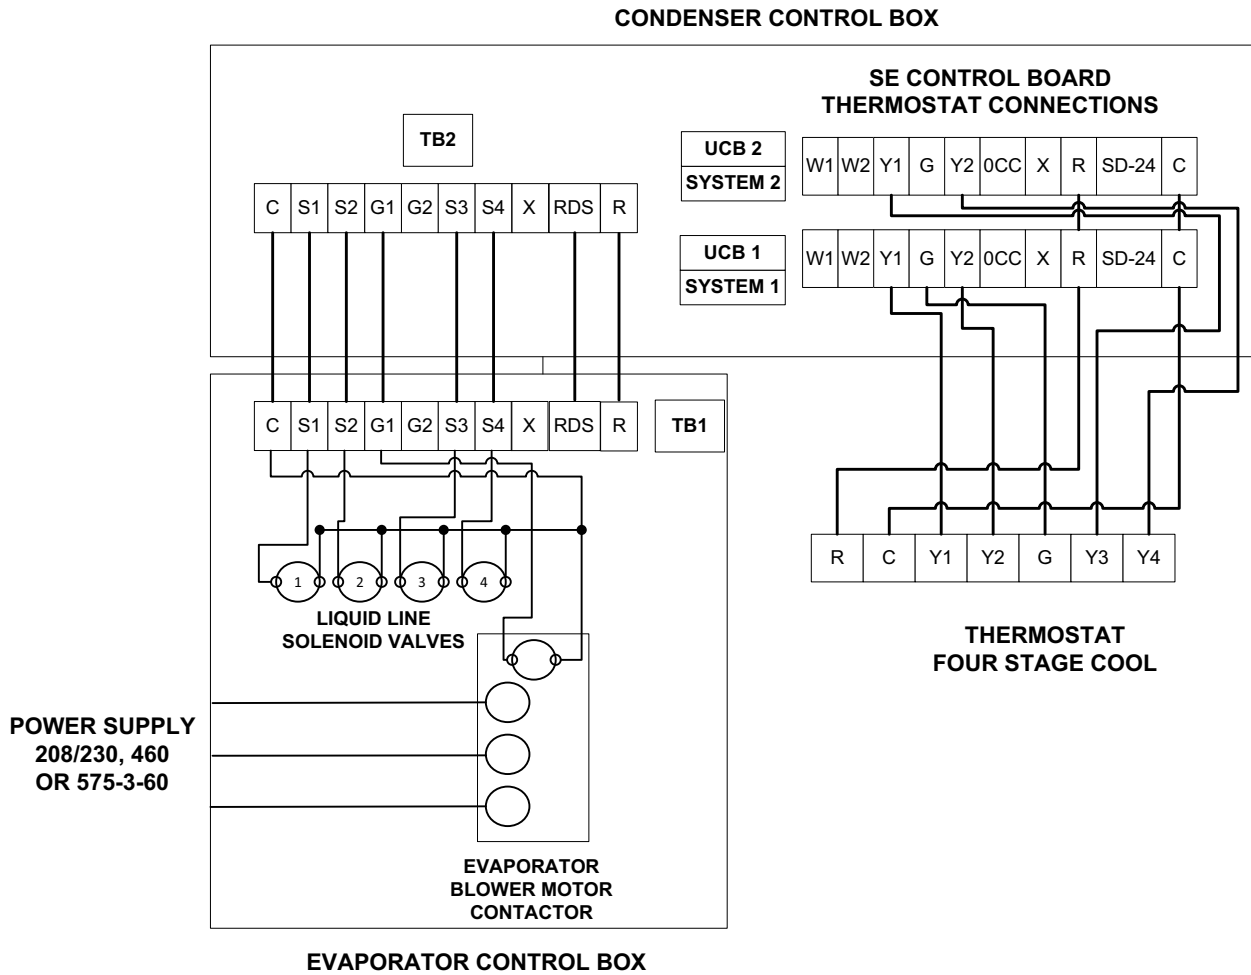 CONDENSER CONTROL BOX
SE CONTROL BOARD
THERMOSTAT CONNECTIONS
TB2
UCB 2
SYSTEM 2
W1 W2 Y1 G Y2 0CC X R SD-24 C
C S1 S2 G1 G2 S3 S4 X RDS R
UCB 1
SYSTEM 1
W1 W2 Y1 G Y2 0CC X R SD-24 C
C S1 S2 G1 G2 S3 S4 X RDS R
TB1
R C Y1 Y2 G Y3 Y4
1 2 3 4
LIQUID LINE
SOLENOID VALVES
THERMOSTAT
FOUR STAGE COOL
POWER SUPPLY
208/230, 460
OR 575-3-60
EVAPORATOR
BLOWER MOTOR
CONTACTOR
EVAPORATOR CONTROL BOX